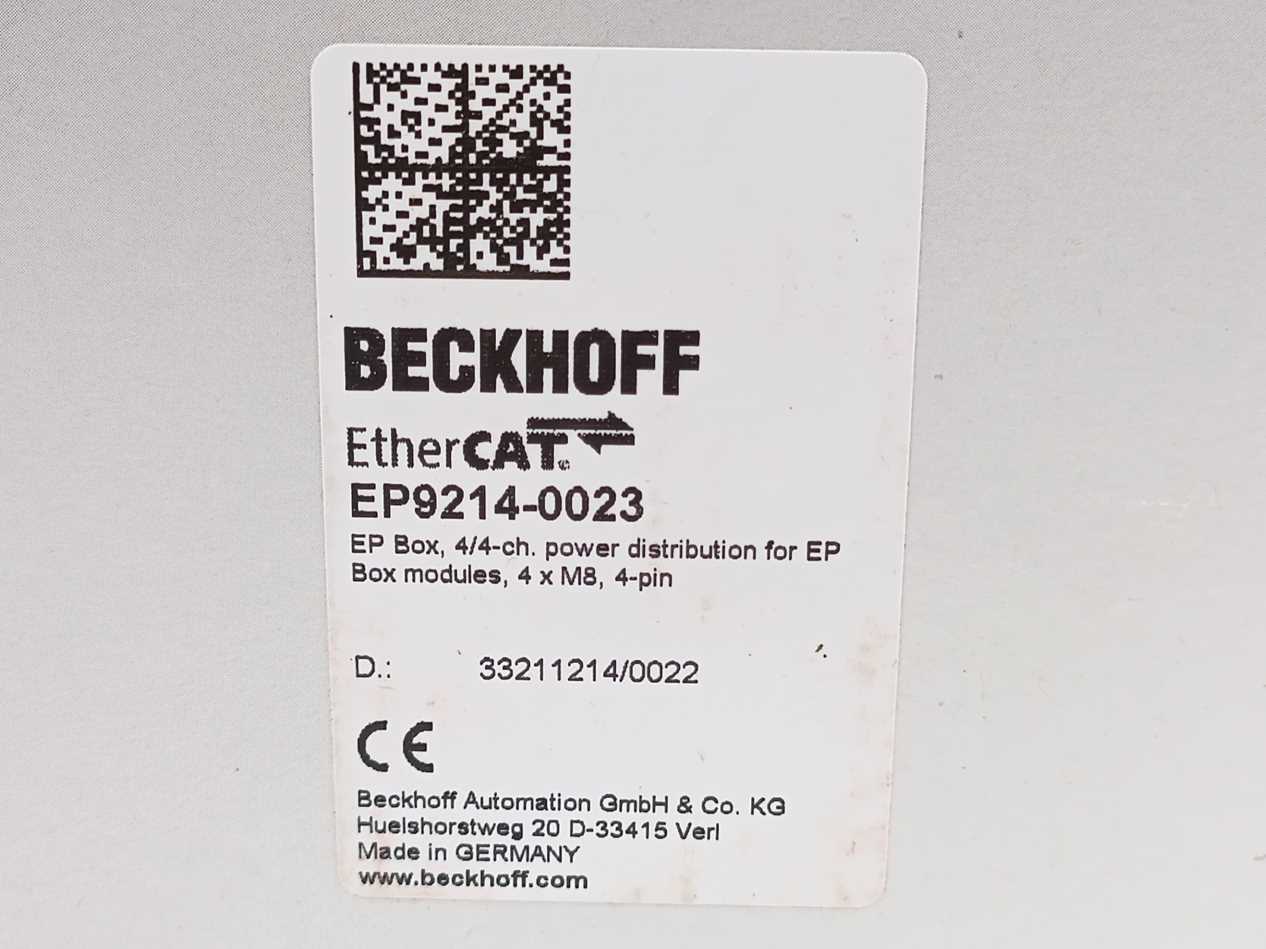 BECKHOFF
EtherCAT®
EP9214-0023
EP Box, 4/4-ch. power distribution for EP
Box modules, 4 x M8, 4-pin
D.: 33211214/0022
CE
Beckhoff Automation GmbH & Co. KG
Huelshorstweg 20 D-33415 Verl
Made in GERMANY
www.beckhoff.com